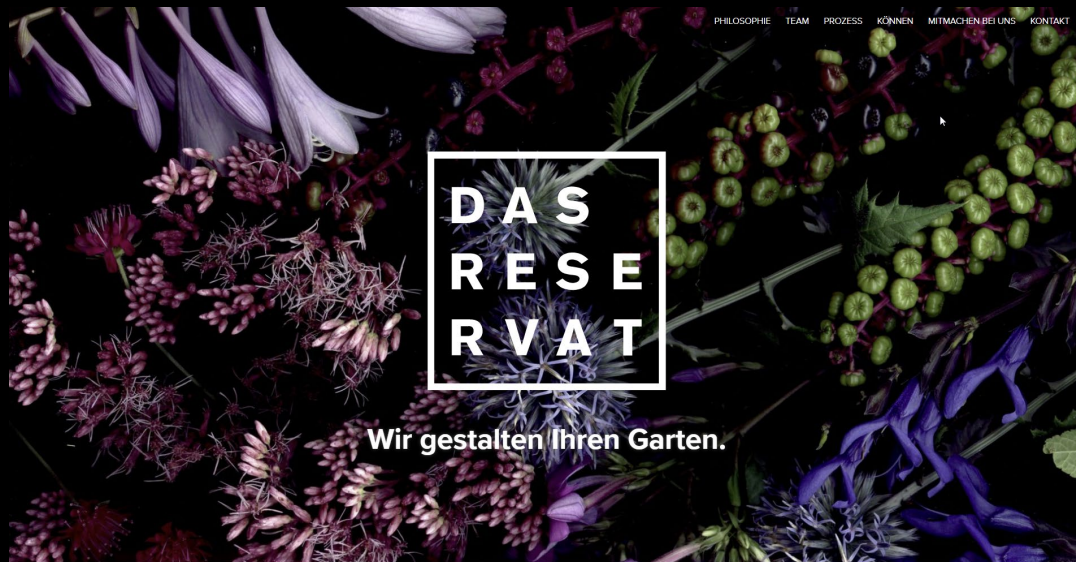 PHILOSOPHIE TEAM PROZESS KÖNNEN MITMACHEN BEI UNS KONTAKT
DAS
RESE
RVAT
Wir gestalten Ihren Garten.